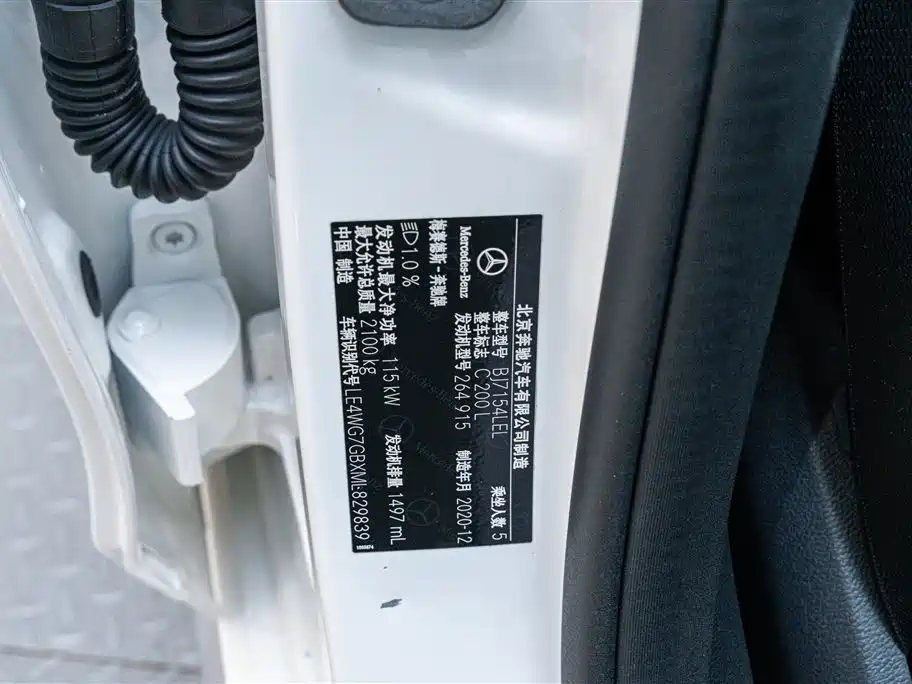 北京奔驰汽车有限公司制造
整车型号 BJ7154LEL 乘坐人数 5
整车标志 C 200 L
Mercedes-Benz 发动机型号 264 915 制造年月 2020-12
梅赛德斯-奔驰牌
1.0 %
发动机最大净功率 115 kW 发动机排量 1497 mL
最大允许总质量 2100 kg
中国 制造 车辆识别代号 LE4WG7GBXML829839